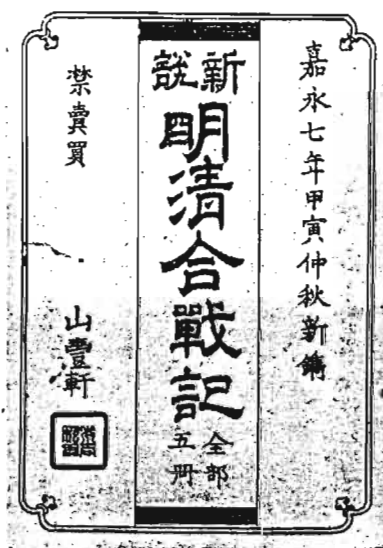 嘉永七年甲寅仲秋新鐫
新説
明清合戰記
全部
五冊
禁賣買
山壹軒